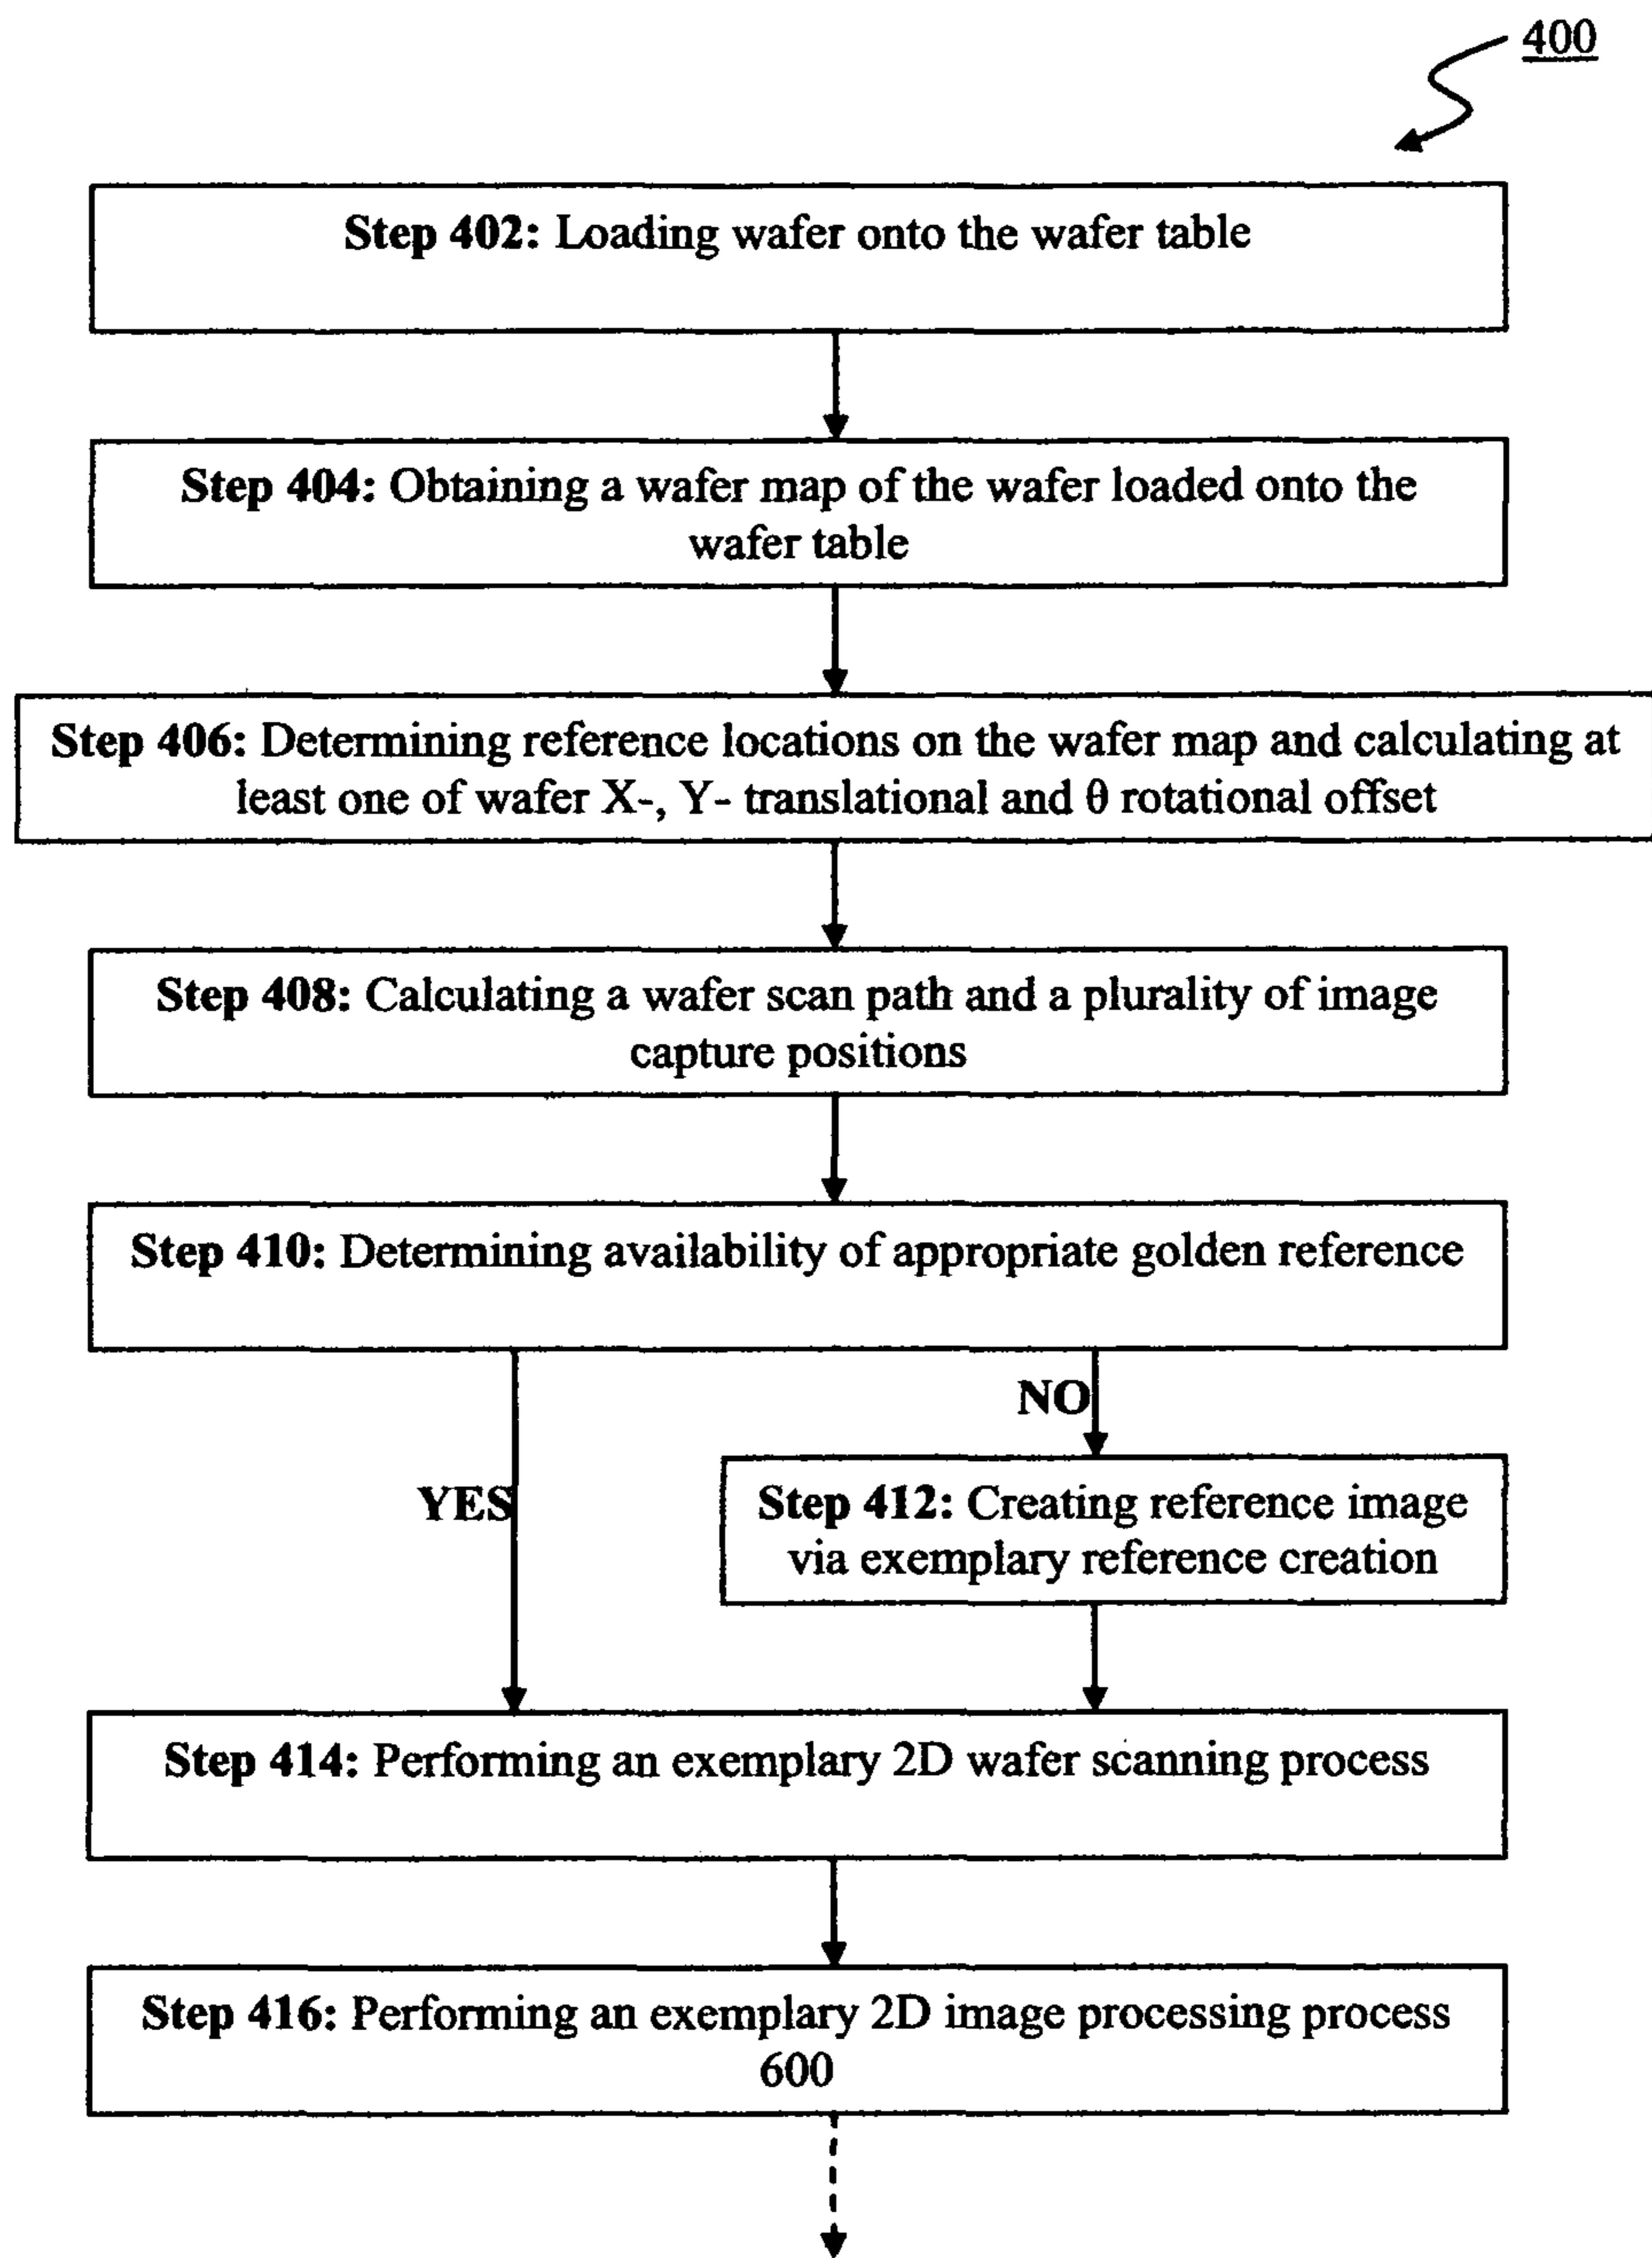 400
Step 402: Loading wafer onto the wafer table
Step 404: Obtaining a wafer map of the wafer loaded onto the
wafer table
Step 406: Determining reference locations on the wafer map and calculating at
least one of wafer X-, Y- translational and θ rotational offset
Step 408: Calculating a wafer scan path and a plurality of image
capture positions
Step 410: Determining availability of appropriate golden reference
NO
YES
Step 412: Creating reference image
via exemplary reference creation
Step 414: Performing an exemplary 2D wafer scanning process
Step 416: Performing an exemplary 2D image processing process
600